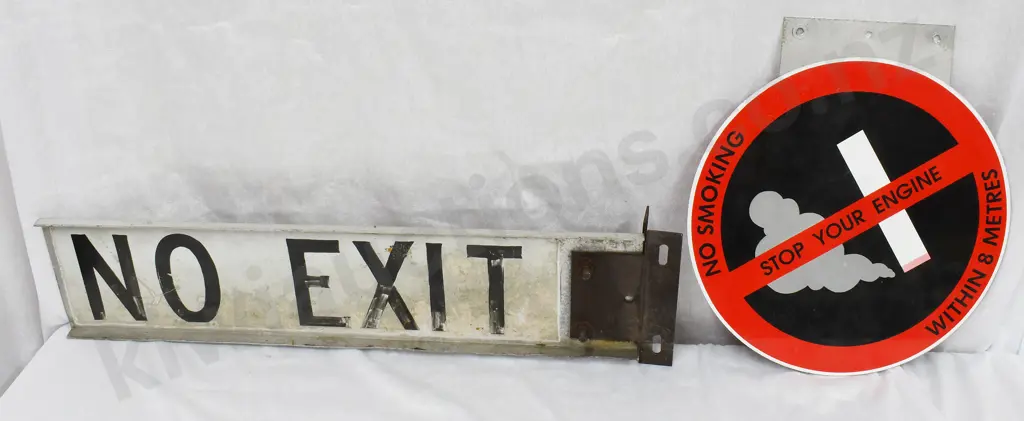 NO EXIT
NO SMOKING
STOP YOUR ENGINE
WITHIN 8 METRES